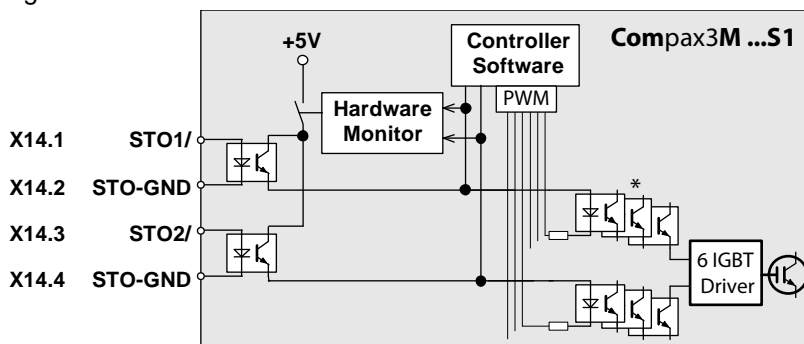 +5V
Controller
Software
Compax3M ...S1
PWM
Hardware
Monitor
X14.1 STO1/
X14.2 STO-GND
*
X14.3 STO2/
X14.4 STO-GND
6 IGBT
Driver